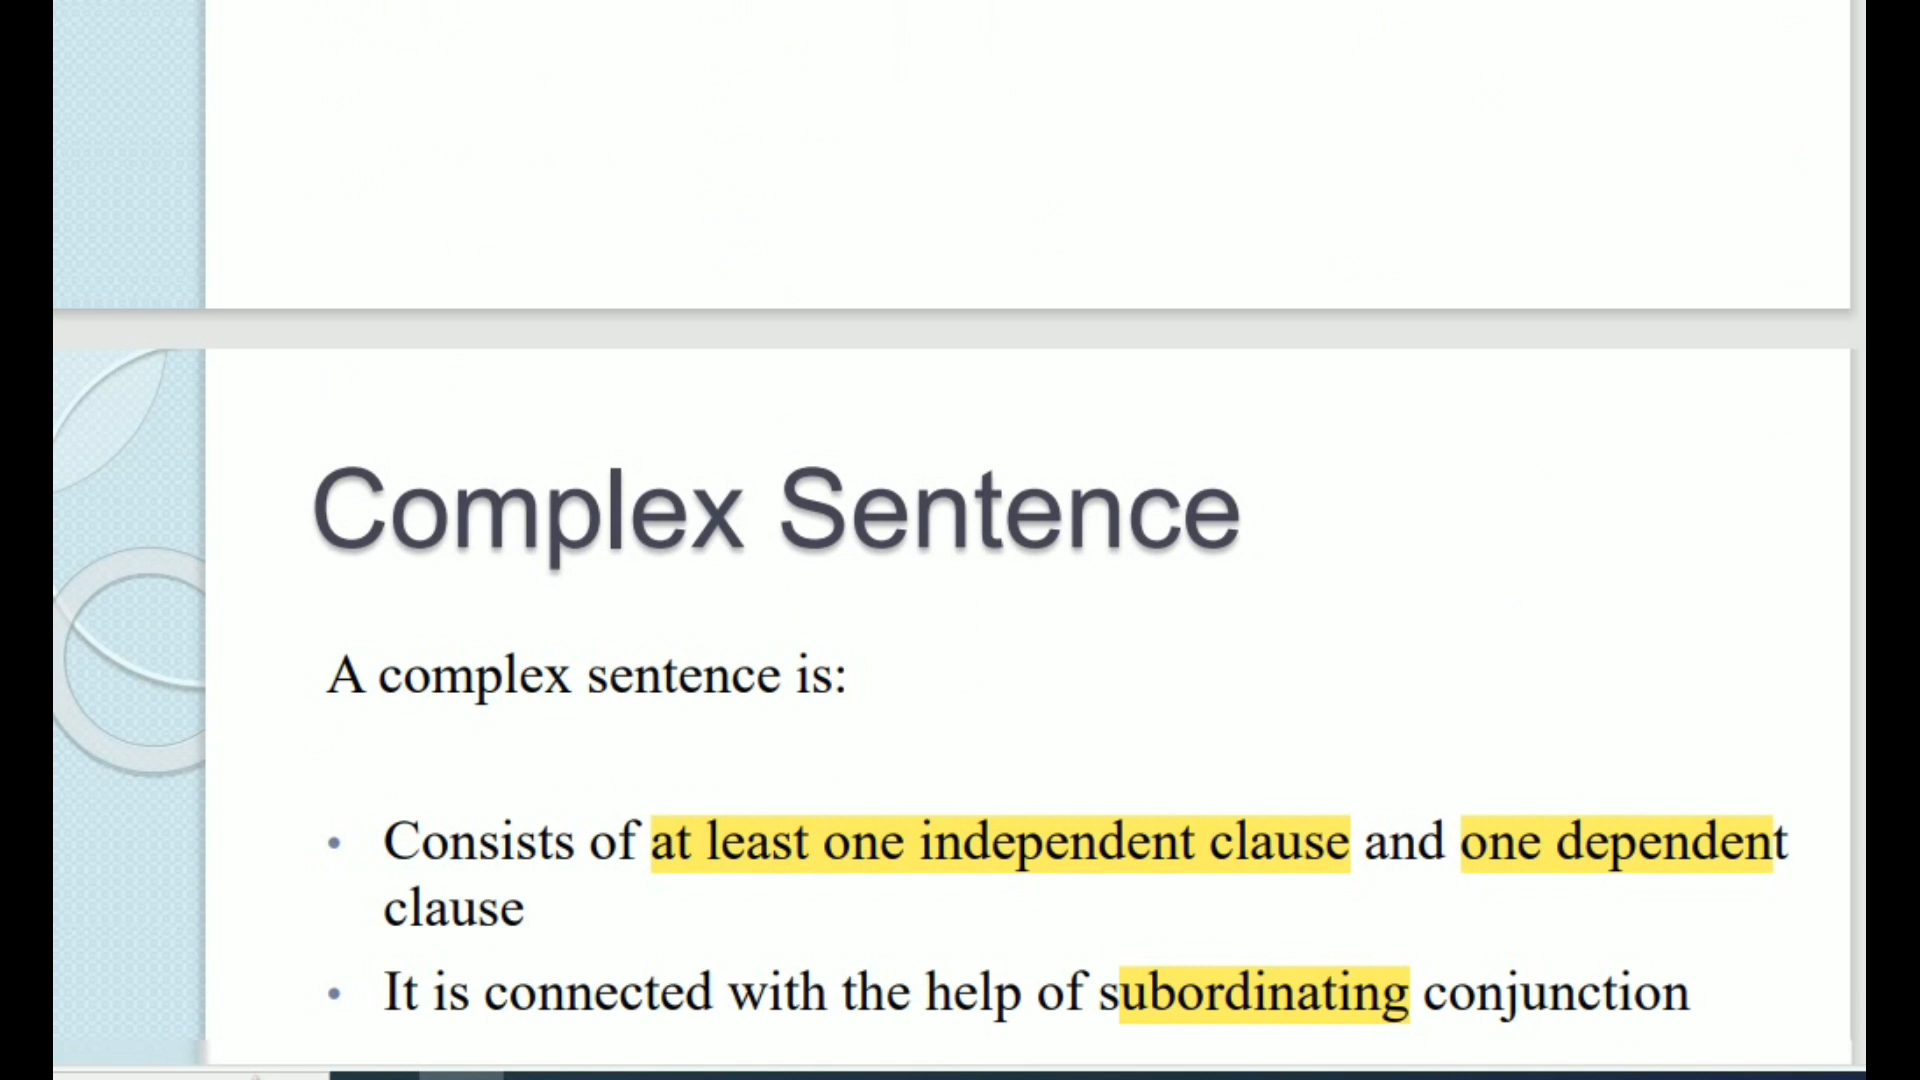 Complex Sentence
A complex sentence is:
• Consists of at least one independent clause and one dependent
clause
• It is connected with the help of subordinating conjunction